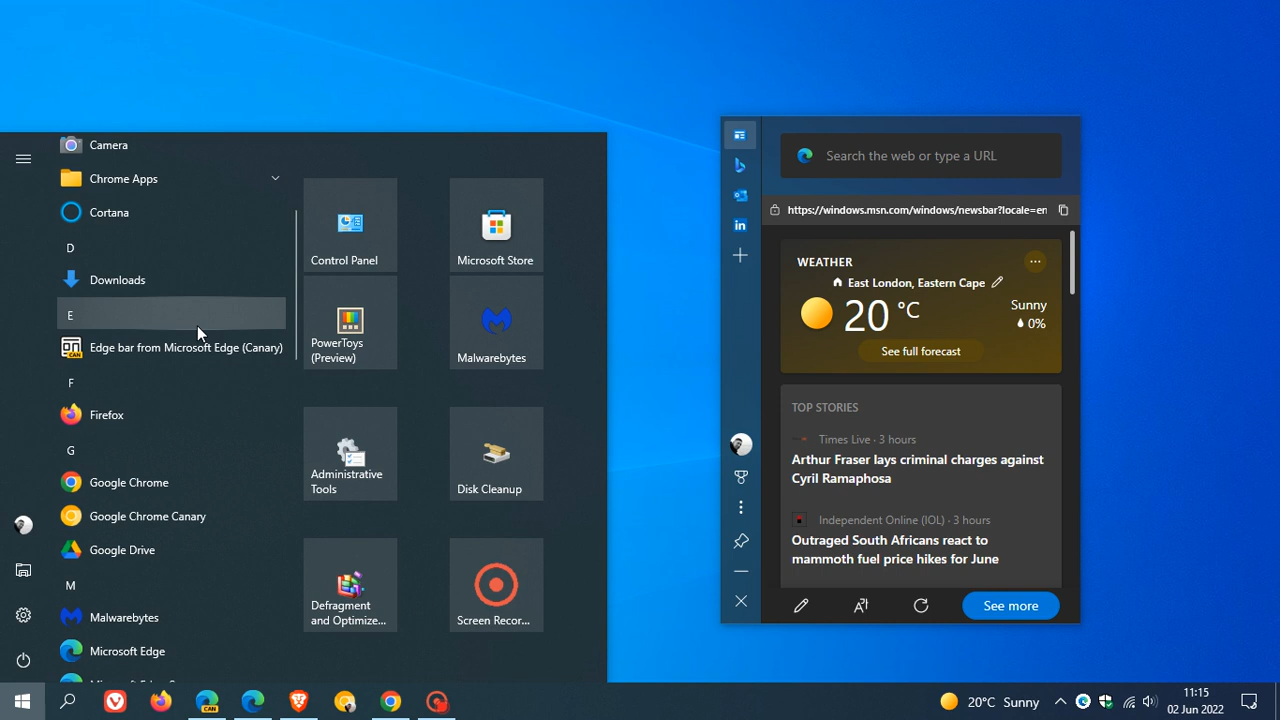 Camera
Chrome Apps
Cortana
D
Downloads
E
Edge bar from Microsoft Edge (Canary)
F
Firefox
G
Google Chrome
Google Chrome Canary
Google Drive
M
Malwarebytes
Microsoft Edge
Control Panel
Microsoft Store
PowerToys
(Preview)
Malwarebytes
Administrative
Tools
Disk Cleanup
Defragment
and Optimize...
Screen Recor...
Search the web or type a URL
https://windows.msn.com/windows/newsbar?locale=en
WEATHER
East London, Eastern Cape
20 °C
Sunny
0%
See full forecast
TOP STORIES
Times Live · 3 hours
Arthur Fraser lays criminal charges against
Cyril Ramaphosa
Independent Online (IOL) · 3 hours
Outraged South Africans react to
mammoth fuel price hikes for June
See more
CAN
20°C Sunny
11:15
02 Jun 2022